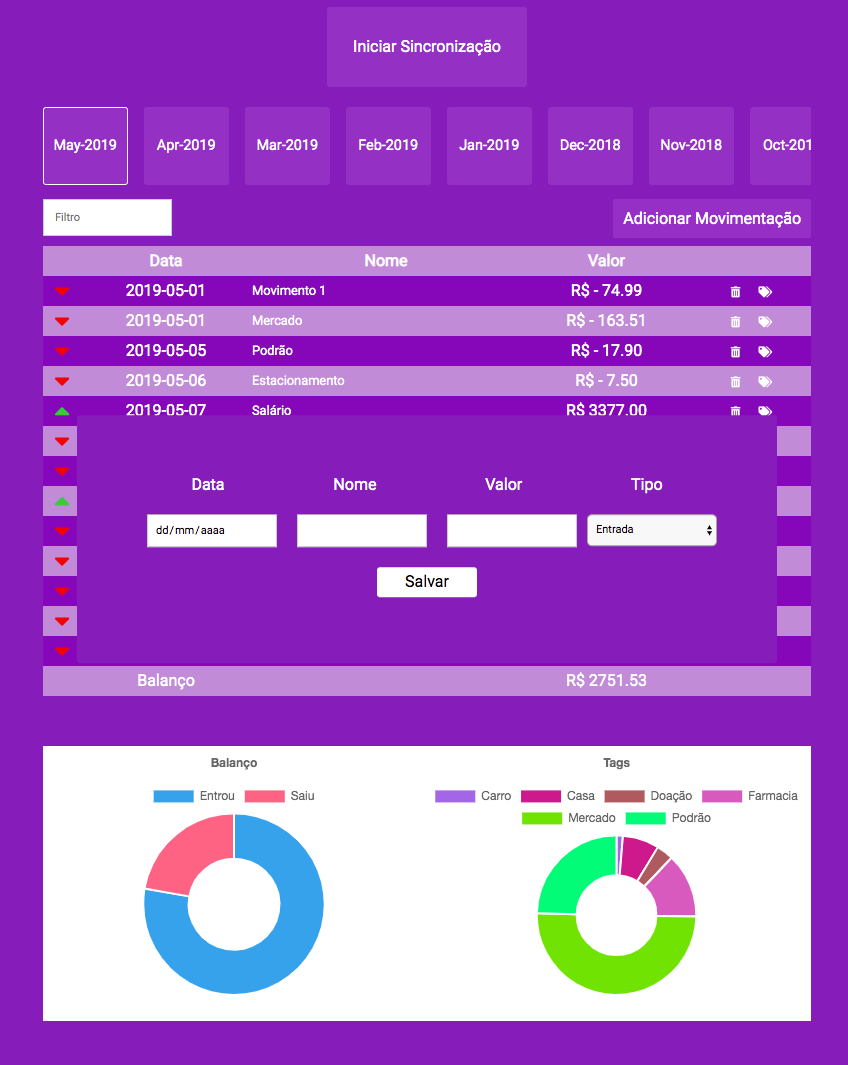 Iniciar Sincronização
May-2019 Apr-2019 Mar-2019 Feb-2019 Jan-2019 Dec-2018 Nov-2018 Oct-201
Filtro Adicionar Movimentação
Data Nome Valor
2019-05-01 Movimento 1 R$ - 74.99
2019-05-01 Mercado R$ - 163.51
2019-05-05 Podrão R$ - 17.90
2019-05-06 Estacionamento R$ - 7.50
2019-05-07 Salário R$ 3377.00
Data Nome Valor Tipo
dd/mm/aaaa Entrada
Salvar
Balanço R$ 2751.53
Balanço Tags
Entrou Saiu Carro Casa Doação Farmacia
Mercado Podrão